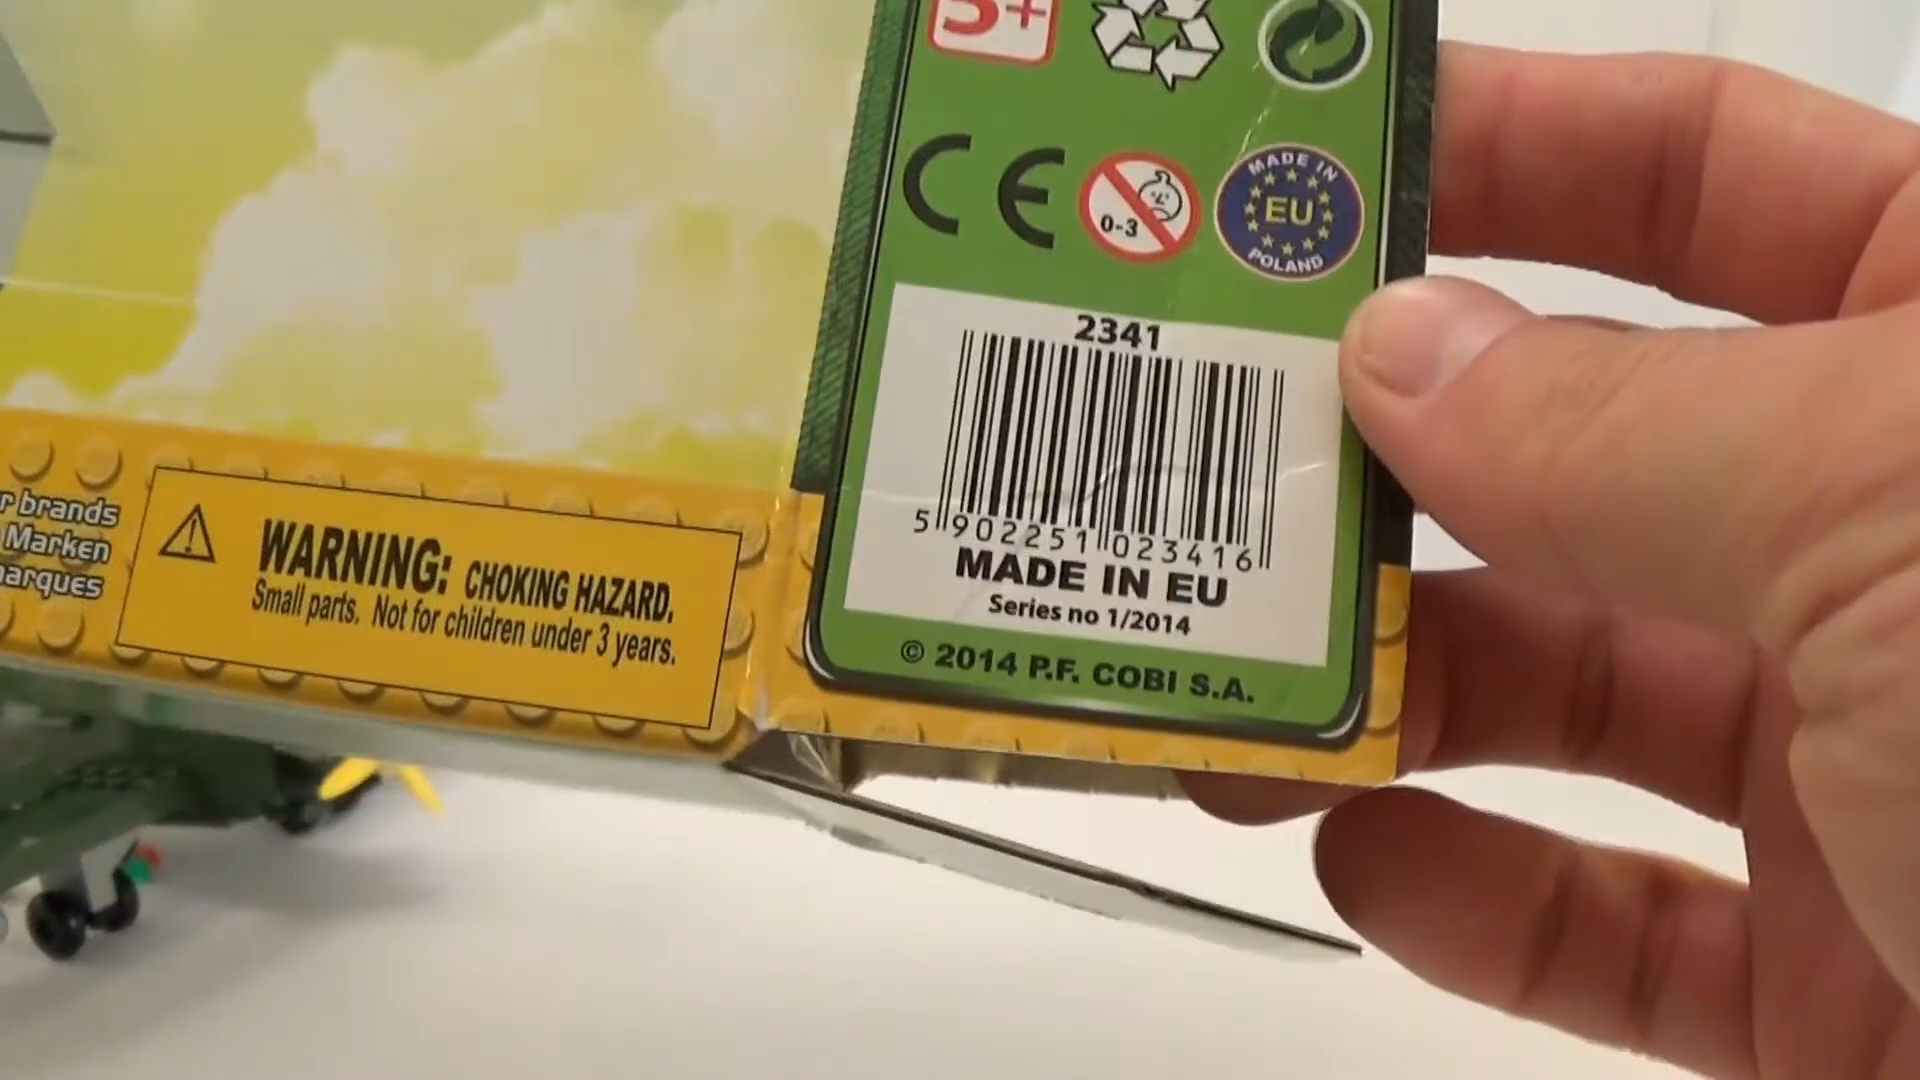 5+
CE
0-3
MADE IN
EU
POLAND
2341
5 902251 023416
MADE IN EU
Series no 1/2014
© 2014 P.F. COBI S.A.
brands
Marken
WARNING: CHOKING HAZARD.
Small parts. Not for children under 3 years.